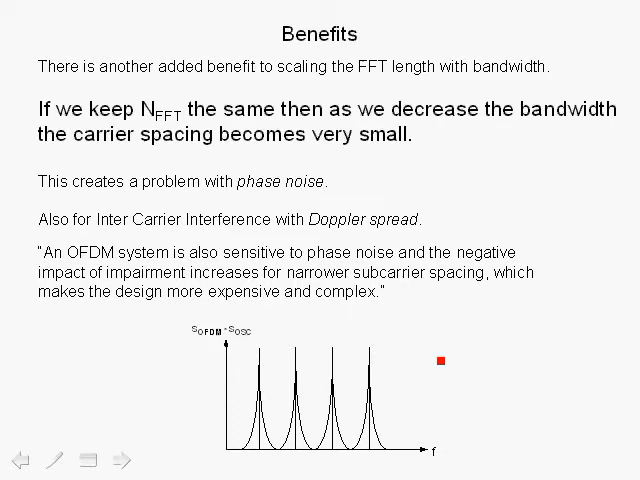 Benefits
There is another added benefit to scaling the FFT length with bandwidth.
If we keep NFFT the same then as we decrease the bandwidth
the carrier spacing becomes very small.
This creates a problem with phase noise.
Also for Inter Carrier Interference with Doppler spread.
"An OFDM system is also sensitive to phase noise and the negative
impact of impairment increases for narrower subcarrier spacing, which
makes the design more expensive and complex."
SOFDM*SOSC
f